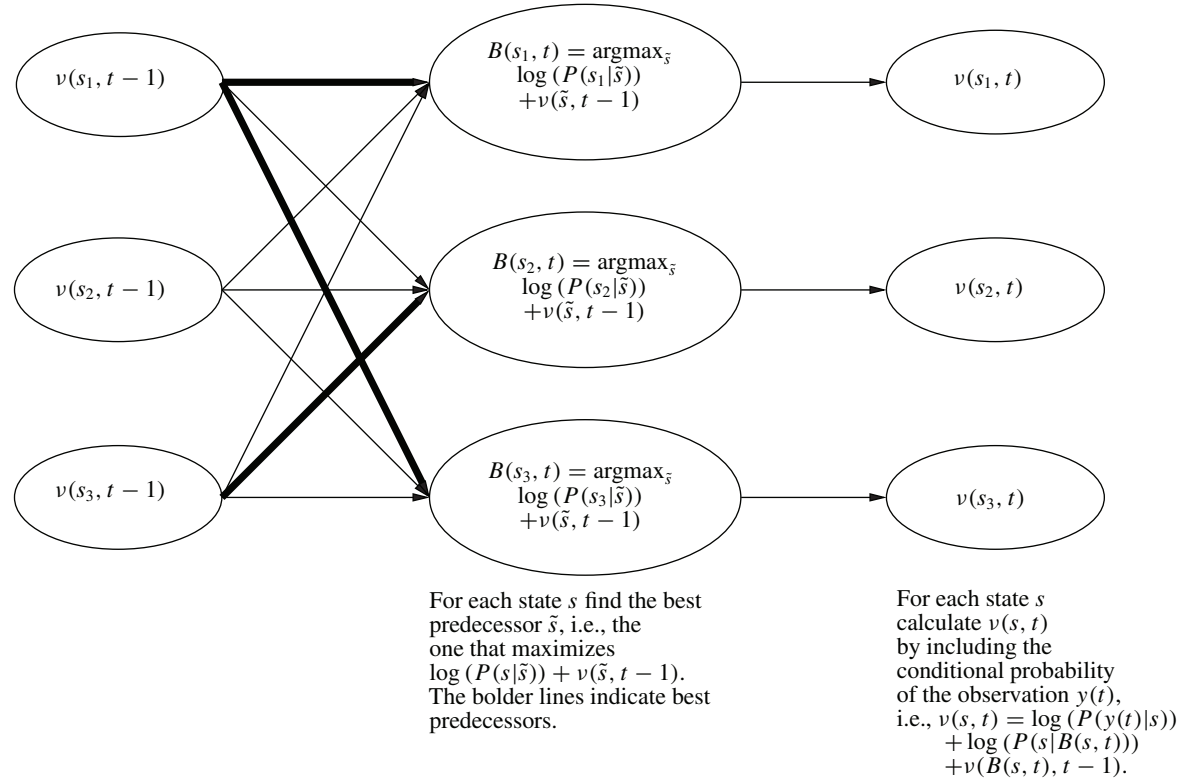 ν(s₁, t − 1)
B(s₁, t) = argmax_s̃
log (P(s₁|s̃))
+ν(s̃, t − 1)
ν(s₁, t)
ν(s₂, t − 1)
B(s₂, t) = argmax_s̃
log (P(s₂|s̃))
+ν(s̃, t − 1)
ν(s₂, t)
ν(s₃, t − 1)
B(s₃, t) = argmax_s̃
log (P(s₃|s̃))
+ν(s̃, t − 1)
ν(s₃, t)
For each state s find the best
predecessor s̃, i.e., the
one that maximizes
log (P(s|s̃)) + ν(s̃, t − 1).
The bolder lines indicate best
predecessors.
For each state s
calculate ν(s, t)
by including the
conditional probability
of the observation y(t),
i.e., ν(s, t) = log (P(y(t)|s))
+ log (P(s|B(s, t)))
+ν(B(s, t), t − 1).